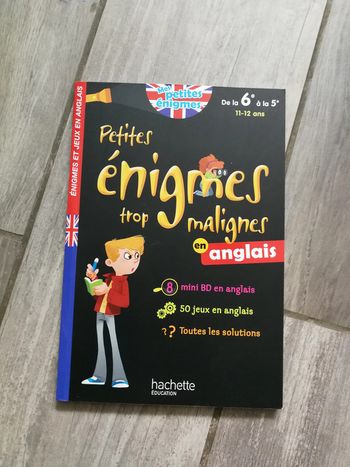 Mes
petites
énigmes
De la 6e à la 5e
11-12 ans
ÉNIGMES ET JEUX EN ANGLAIS
Petites
énigmes
trop malignes
en anglais
8 mini BD en anglais
50 jeux en anglais
?? Toutes les solutions
hachette
ÉDUCATION